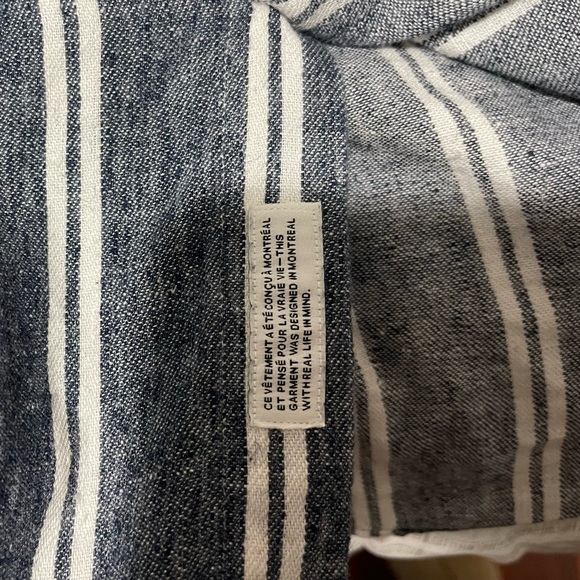 CE VÊTEMENT A ÉTÉ CONÇU À MONTRÉAL
ET PENSÉ POUR LA VRAIE VIE—THIS
GARMENT WAS DESIGNED IN MONTREAL
WITH REAL LIFE IN MIND.